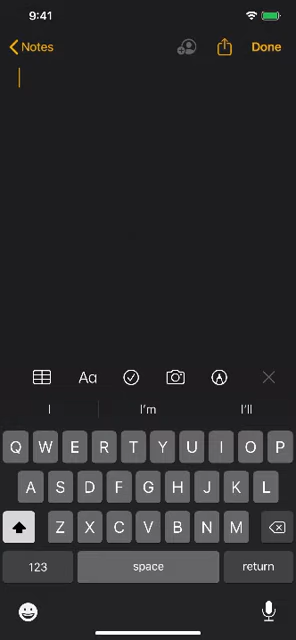 9:41
Notes
Done
Aa
I
I'm
I'll
Q W E R T Y U I O P
A S D F G H J K L
Z X C V B N M
123
space
return